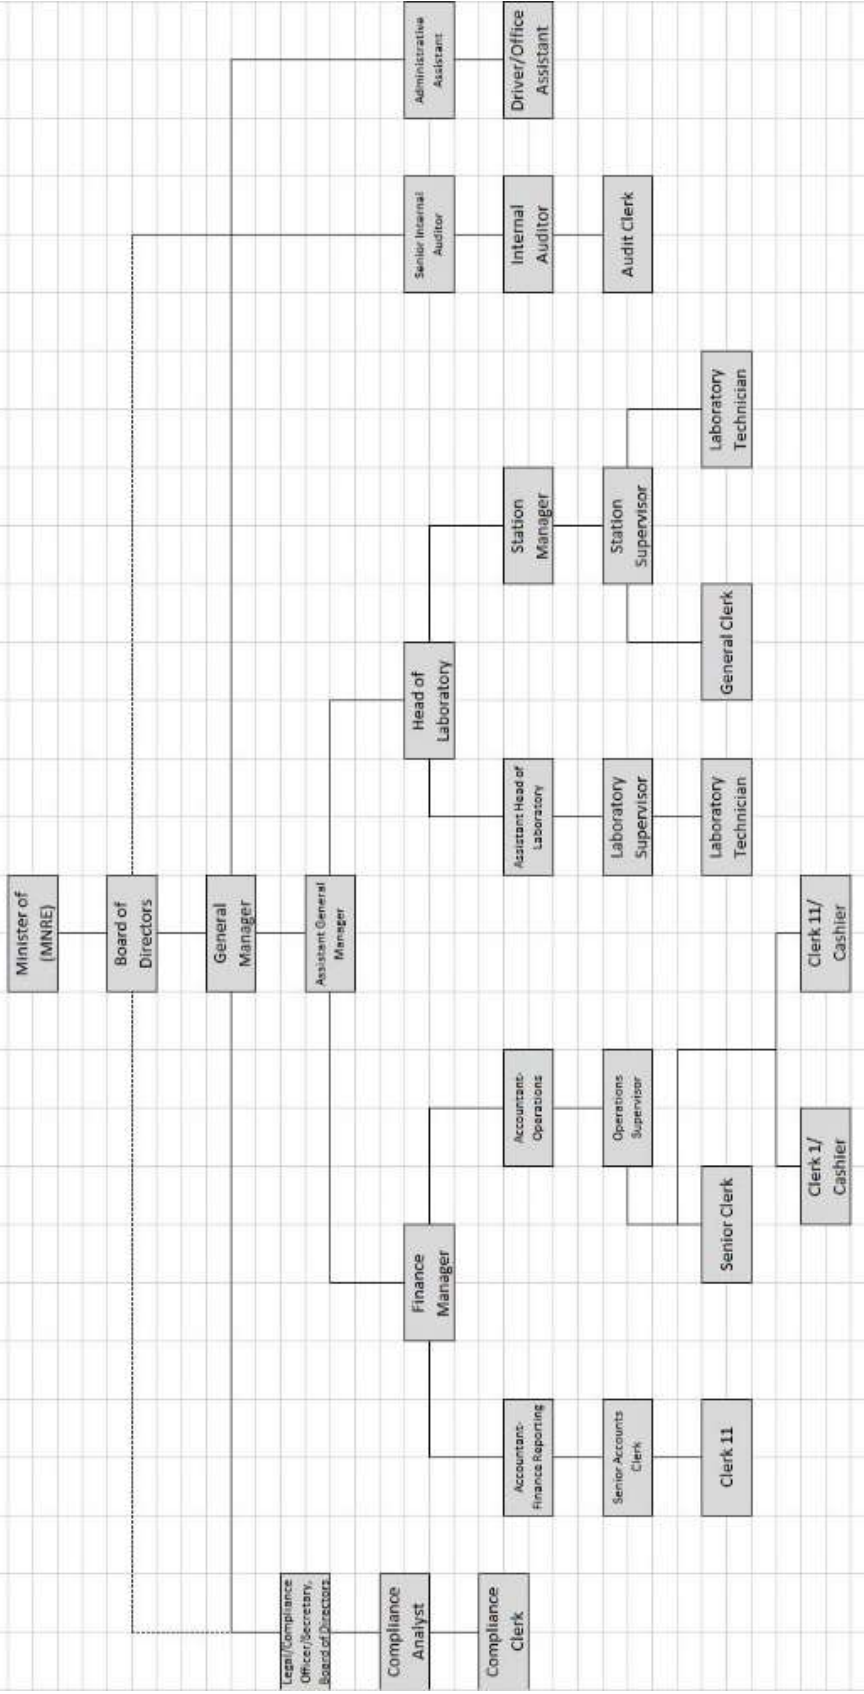 Minister of
(MNRE)
Board of
Directors
General
Manager
Legal/Compliance
Officer/Secretary,
Board of Directors
Assistant General
Manager
Compliance
Analyst
Finance
Manager
Head of
Laboratory
Senior Internal
Auditor
Administrative
Assistant
Compliance
Clerk
Accountant-
Finance Reporting
Accountant-
Operations
Assistant Head of
Laboratory
Station
Manager
Internal
Auditor
Driver/Office
Assistant
Senior Accounts
Clerk
Operations
Supervisor
Laboratory
Supervisor
Station
Supervisor
Audit Clerk
Clerk 11
Senior Clerk
Laboratory
Technician
General Clerk
Laboratory
Technician
Clerk 1/
Cashier
Clerk 11/
Cashier